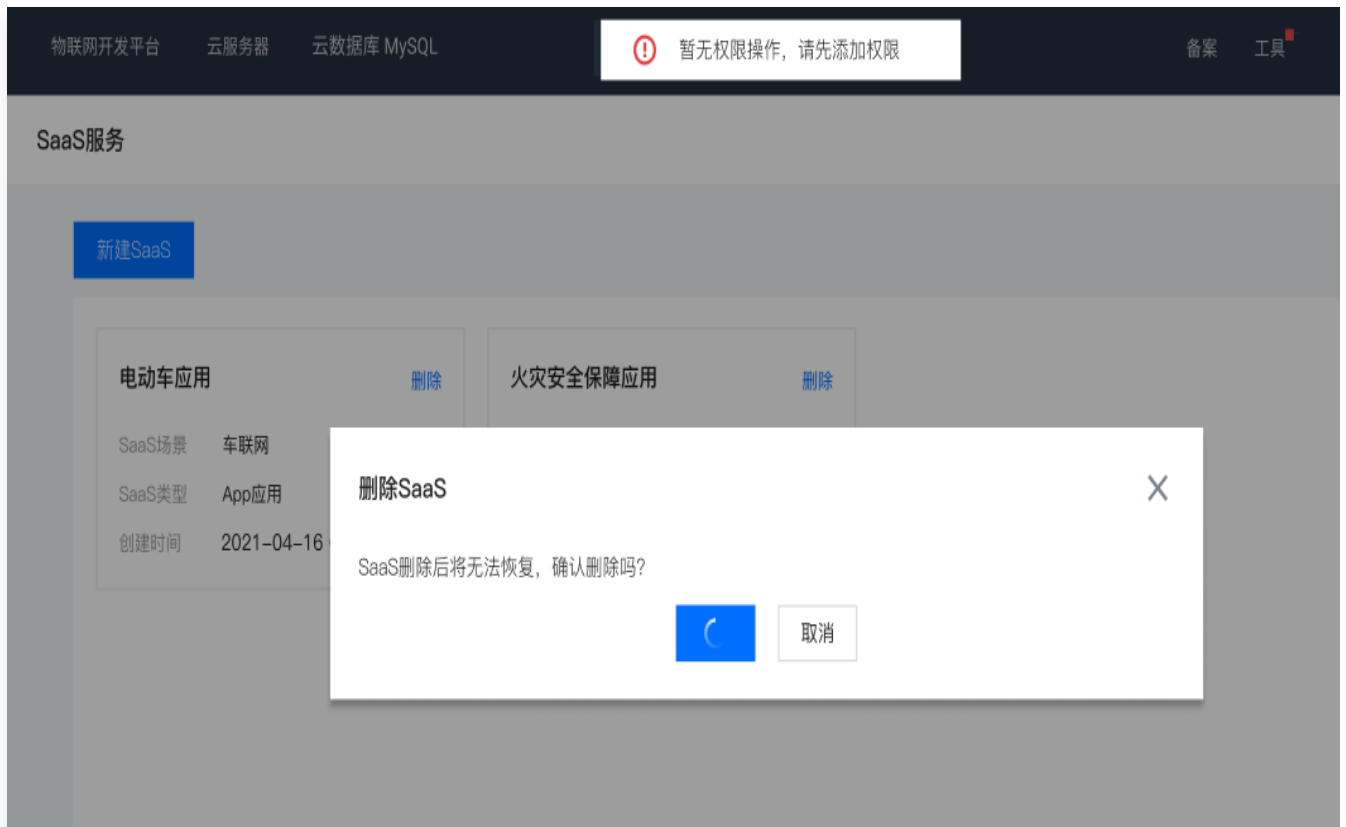 物联网开发平台 云服务器 云数据库 MySQL 暂无权限操作，请先添加权限 备案 工具
SaaS服务
新建SaaS
电动车应用 删除 火灾安全保障应用 删除
SaaS场景 车联网
SaaS类型 App应用
创建时间 2021-04-16
删除SaaS
SaaS删除后将无法恢复，确认删除吗？
取消